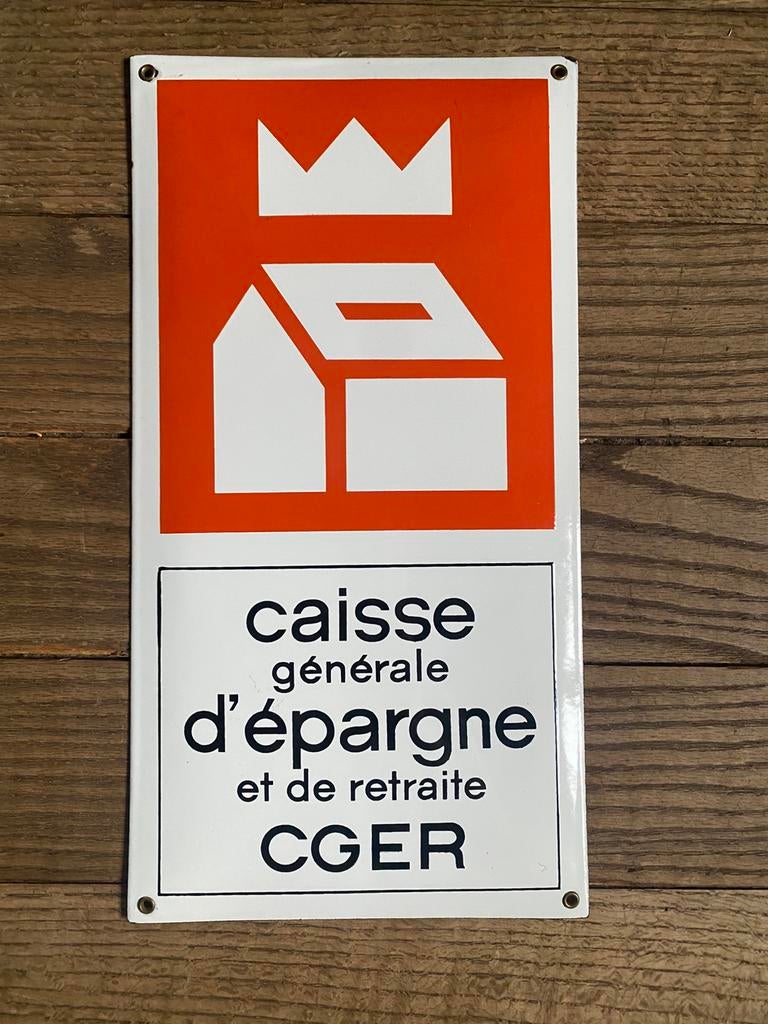 caisse
générale
d'épargne
et de retraite
CGER